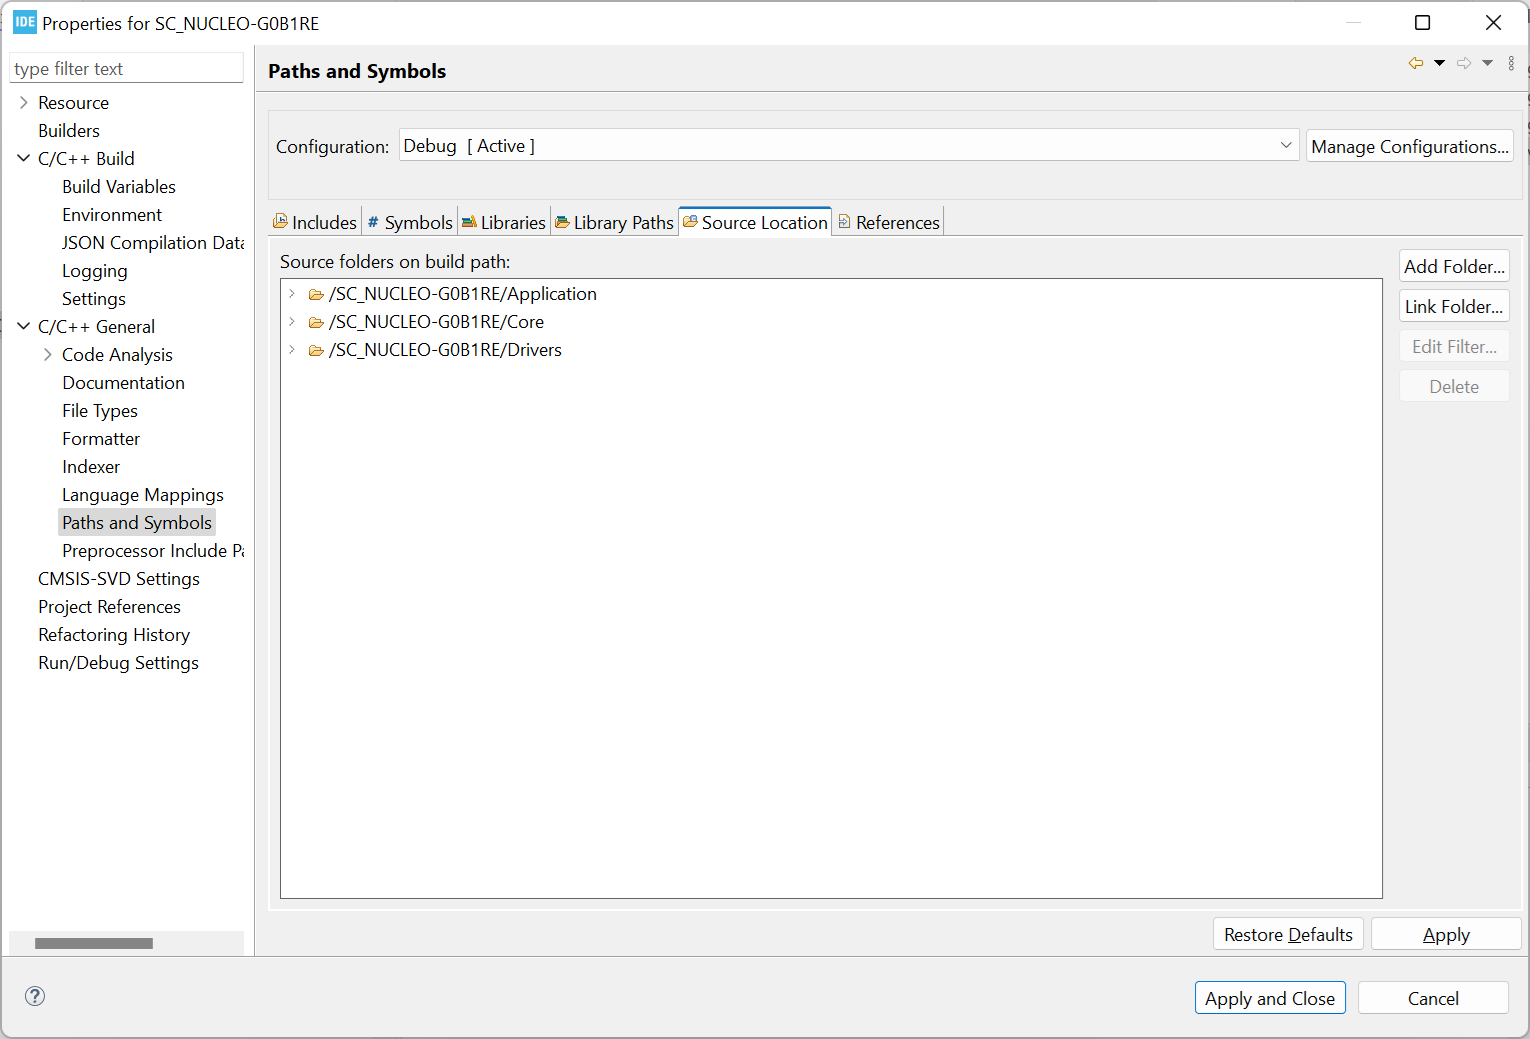 IDE Properties for SC_NUCLEO-G0B1RE
type filter text
Resource
Builders
C/C++ Build
Build Variables
Environment
JSON Compilation Data
Logging
Settings
C/C++ General
Code Analysis
Documentation
File Types
Formatter
Indexer
Language Mappings
Paths and Symbols
Preprocessor Include Pa
CMSIS-SVD Settings
Project References
Refactoring History
Run/Debug Settings
Paths and Symbols
Configuration: Debug [ Active ] Manage Configurations...
Includes # Symbols Libraries Library Paths Source Location References
Source folders on build path:
/SC_NUCLEO-G0B1RE/Application
/SC_NUCLEO-G0B1RE/Core
/SC_NUCLEO-G0B1RE/Drivers
Add Folder...
Link Folder...
Edit Filter...
Delete
Restore Defaults Apply
? Apply and Close Cancel